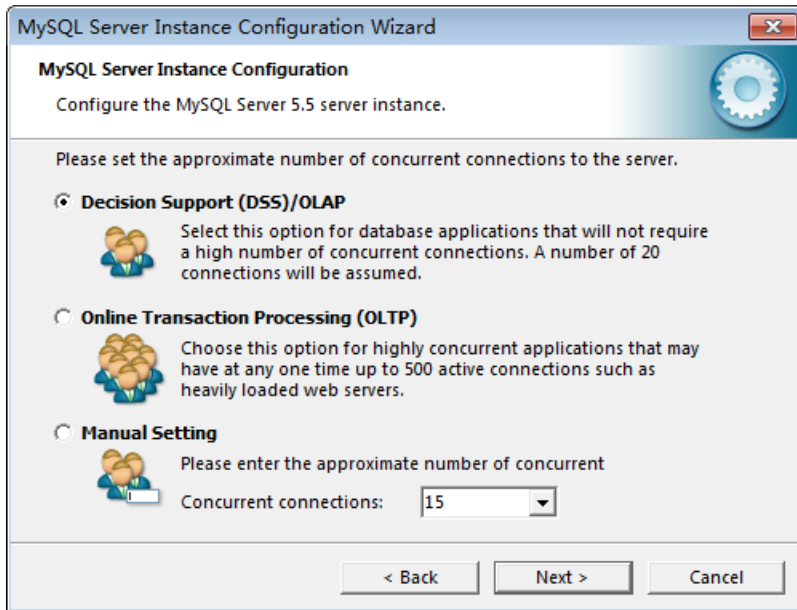 MySQL Server Instance Configuration Wizard
MySQL Server Instance Configuration
Configure the MySQL Server 5.5 server instance.
Please set the approximate number of concurrent connections to the server.
Decision Support (DSS)/OLAP
Select this option for database applications that will not require
a high number of concurrent connections. A number of 20
connections will be assumed.
Online Transaction Processing (OLTP)
Choose this option for highly concurrent applications that may
have at any one time up to 500 active connections such as
heavily loaded web servers.
Manual Setting
Please enter the approximate number of concurrent
Concurrent connections: 15
< Back Next > Cancel